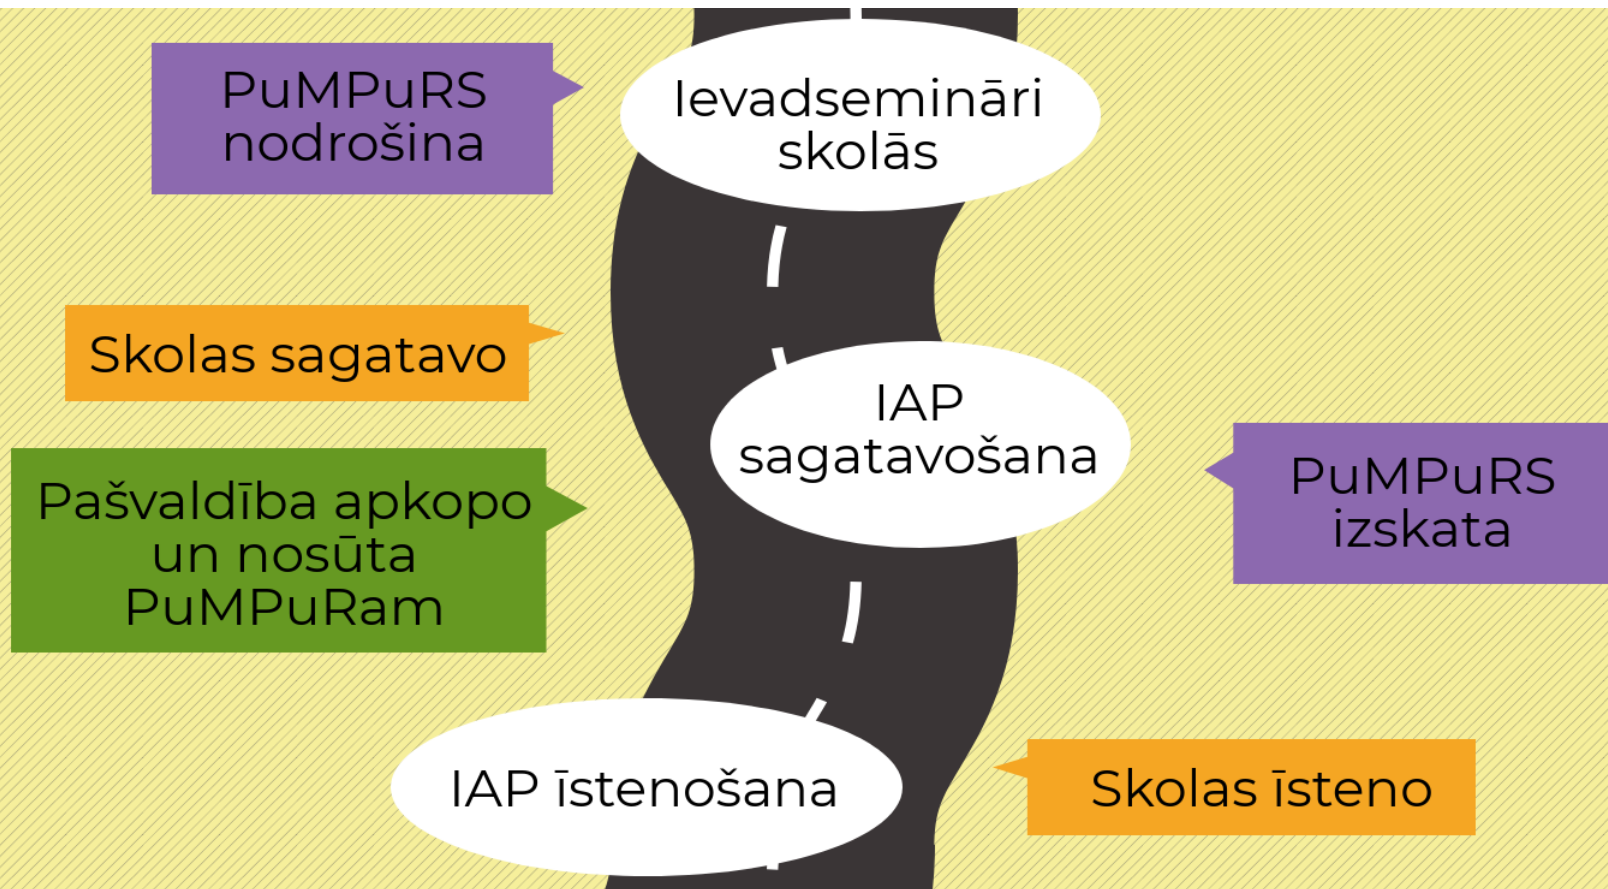 PuMPuRS
nodrošina
Ievadsemināri
skolās
Skolas sagatavo
IAP
sagatavošana
Pašvaldība apkopo
un nosūta
PuMPuRam
PuMPuRS
izskata
IAP īstenošana
Skolas īsteno